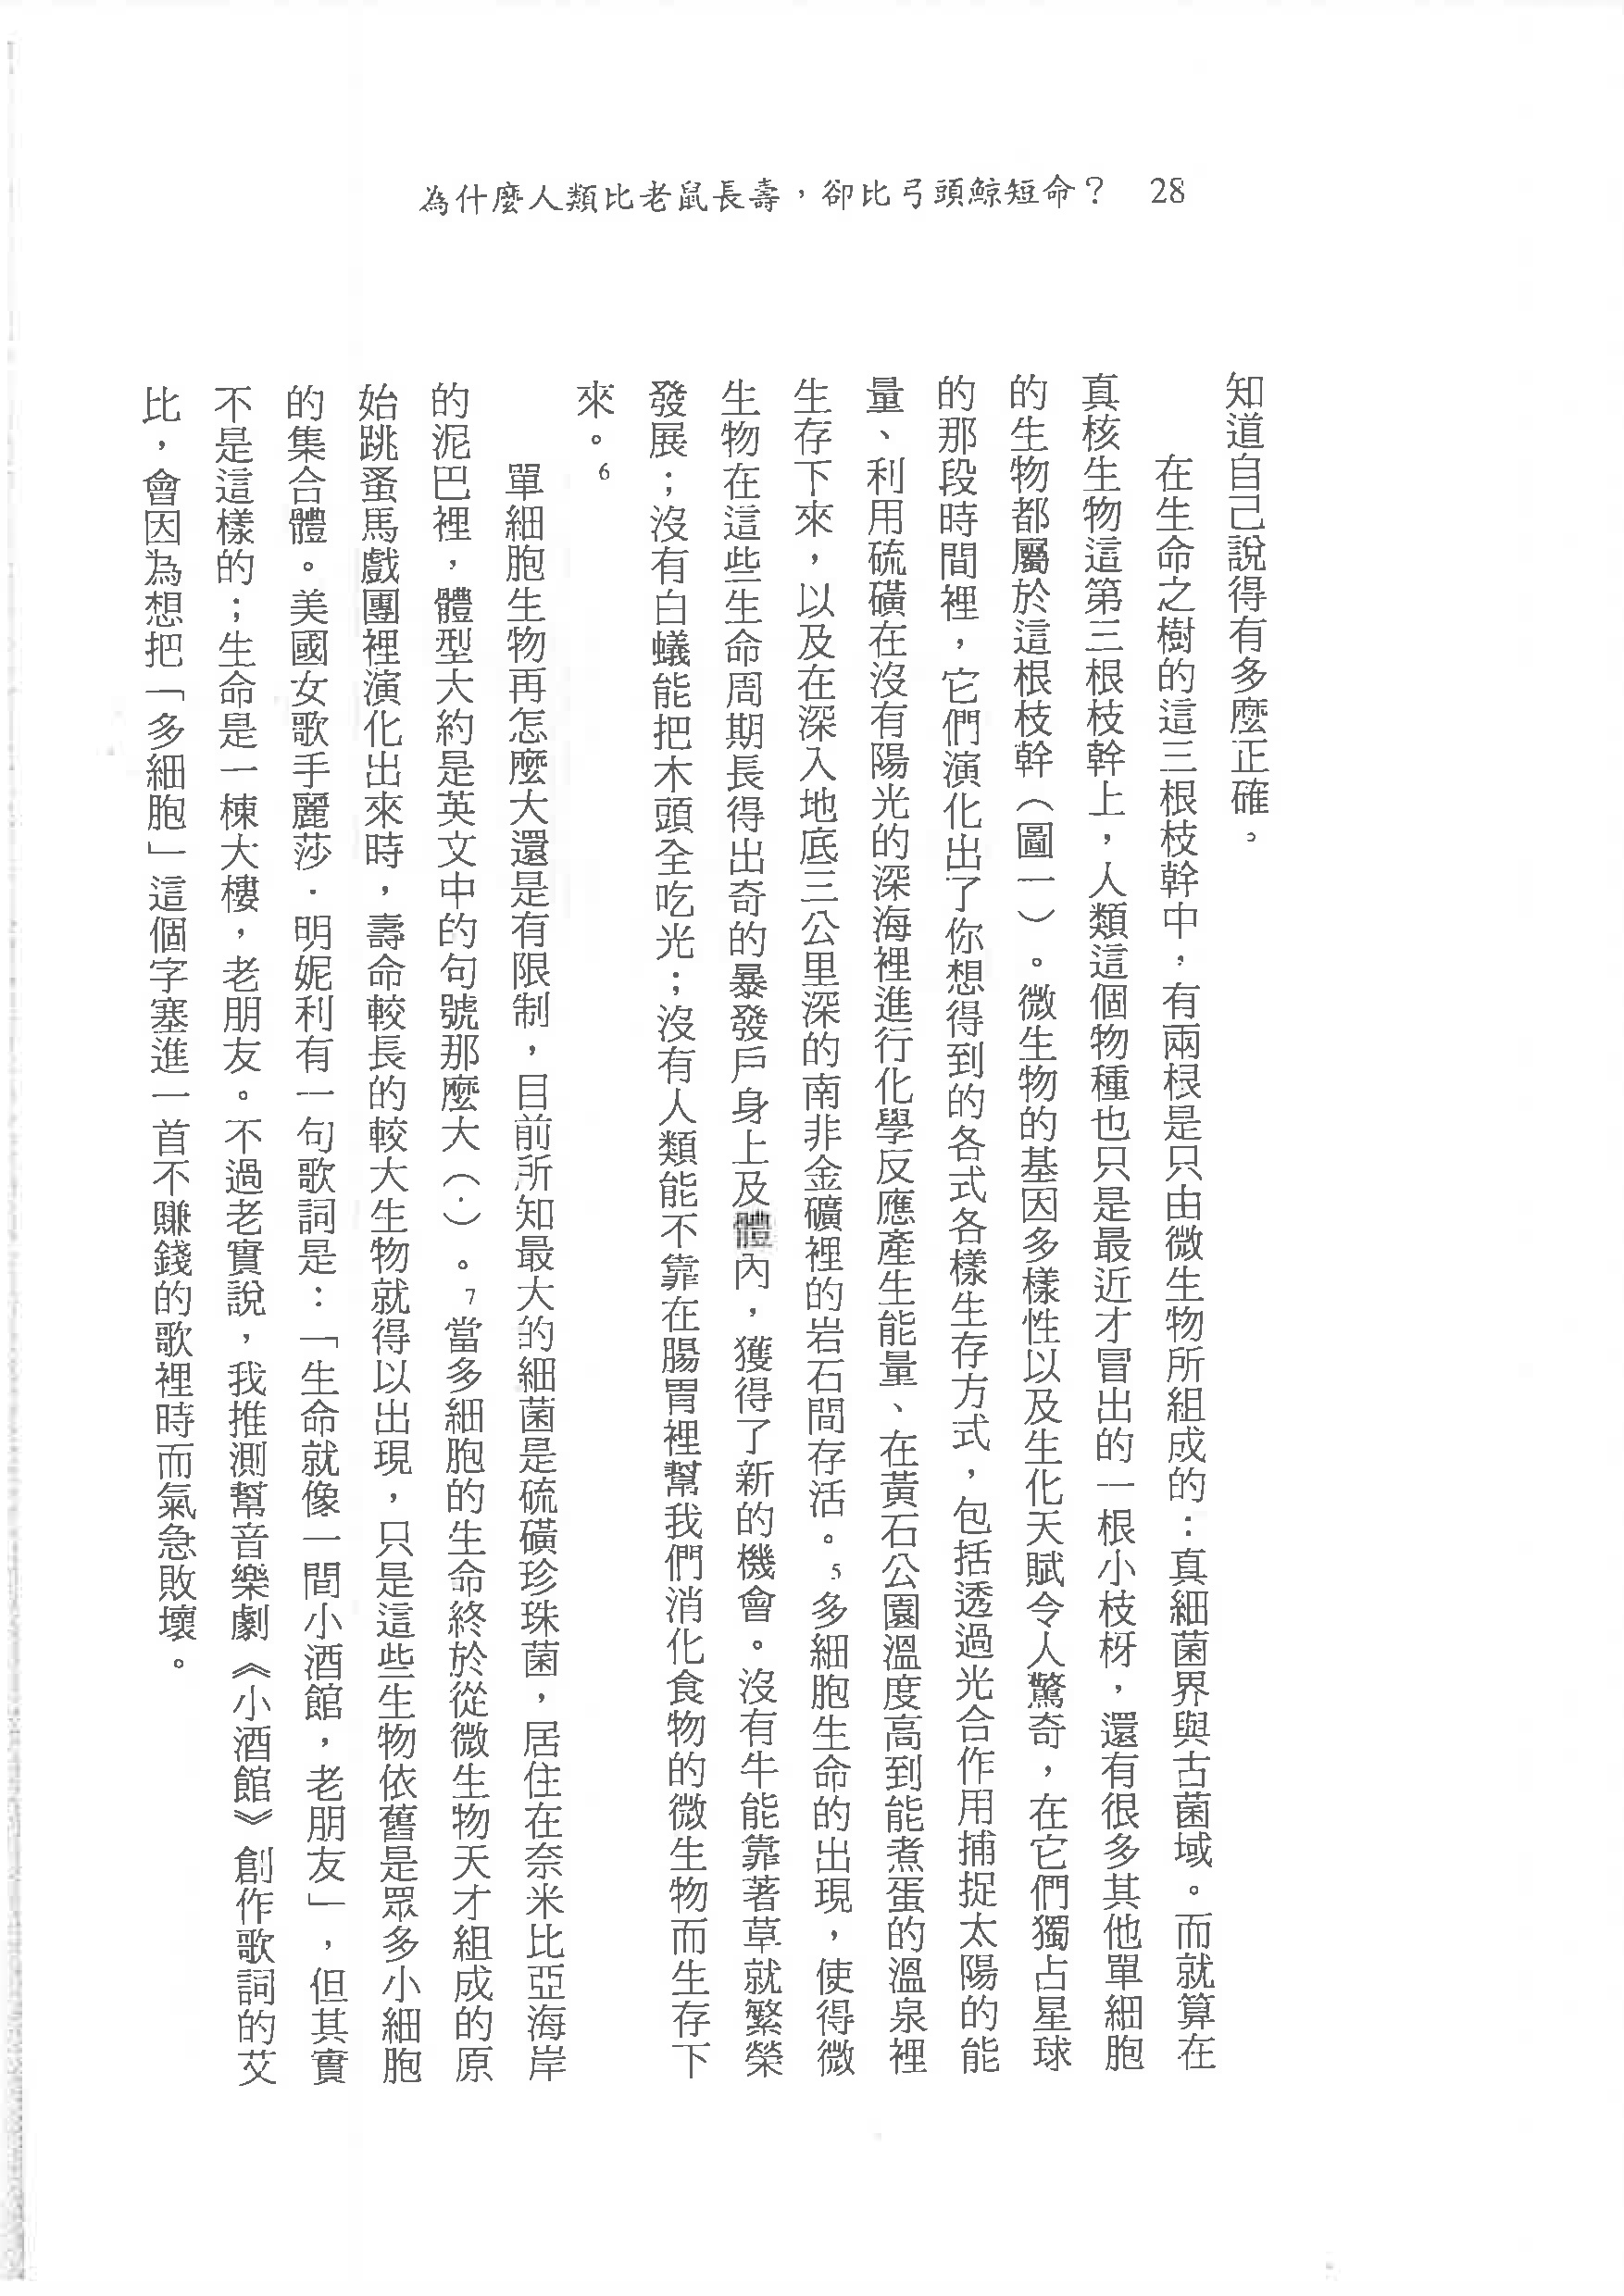 為什麼人類比老鼠長壽，卻比弓頭鯨短命？ 28
知道自己說得有多麼正確。
在生命之樹的這三根枝幹中，有兩根是只由微生物所組成的：真細菌界與古菌域。而就算在
真核生物這第三根枝幹上，人類這個物種也只是最近才冒出的一根小枝枒，還有很多其他單細胞
的生物都屬於這根枝幹（圖一）。微生物的基因多樣性以及生化天賦令人驚奇，在它們獨占星球
的那段時間裡，它們演化出了你想得到的各式各樣生存方式，包括透過光合作用捕捉太陽的能
量、利用硫磺在沒有陽光的深海裡進行化學反應產生能量、在黃石公園溫度高到能煮蛋的溫泉裡
生存下來，以及在深入地底三公里深的南非金礦裡的岩石間存活。5多細胞生命的出現，使得微
生物在這些生命周期長得出奇的暴發戶身上及體內，獲得了新的機會。沒有牛能靠著草就繁榮
發展；沒有白蟻能把木頭全吃光；沒有人類能不靠在腸胃裡幫我們消化食物的微生物而生存下
來。6
單細胞生物再怎麼大還是有限制，目前所知最大的細菌是硫磺珍珠菌，居住在奈米比亞海岸
的泥巴裡，體型大約是英文中的句號那麼大（.）。7當多細胞的生命終於從微生物天才組成的原
始跳蚤馬戲團裡演化出來時，壽命較長的較大生物就得以出現，只是這些生物依舊是眾多小細胞
的集合體。美國女歌手麗莎．明妮利有一句歌詞是：「生命就像一間小酒館，老朋友」，但其實
不是這樣的；生命是一棟大樓，老朋友。不過老實說，我推測幫音樂劇《小酒館》創作歌詞的艾
比，會因為想把「多細胞」這個字塞進一首不賺錢的歌裡時而氣急敗壞。